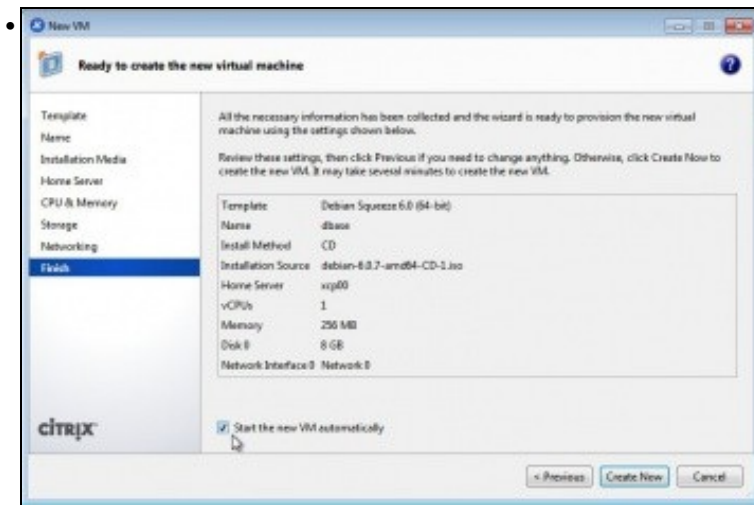 New VM
Ready to create the new virtual machine
Template
Name
Installation Media
Home Server
CPU & Memory
Storage
Networking
Finish
CITRIX
All the necessary information has been collected and the wizard is ready to provision the new virtual
machine using the settings shown below.
Review these settings, then click Previous if you need to change anything. Otherwise, click Create Now to
create the new VM. It may take several minutes to create the new VM.
Template Debian Squeeze 6.0 (64-bit)
Name dbase
Install Method CD
Installation Source debian-6.0.7-amd64-CD-1.iso
Home Server xcp00
vCPUs 1
Memory 256 MB
Disk 0 8 GB
Network Interface 0 Network 0
Start the new VM automatically
< Previous Create Now Cancel